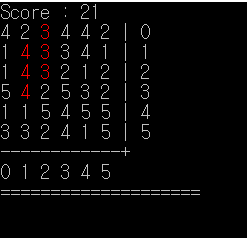 Score : 21
4 2 3 4 4 2 | 0
1 4 3 3 4 1 | 1
1 4 3 2 1 2 | 2
5 4 2 5 3 2 | 3
1 1 5 4 5 5 | 4
3 3 2 4 1 5 | 5
------------+
0 1 2 3 4 5
====================